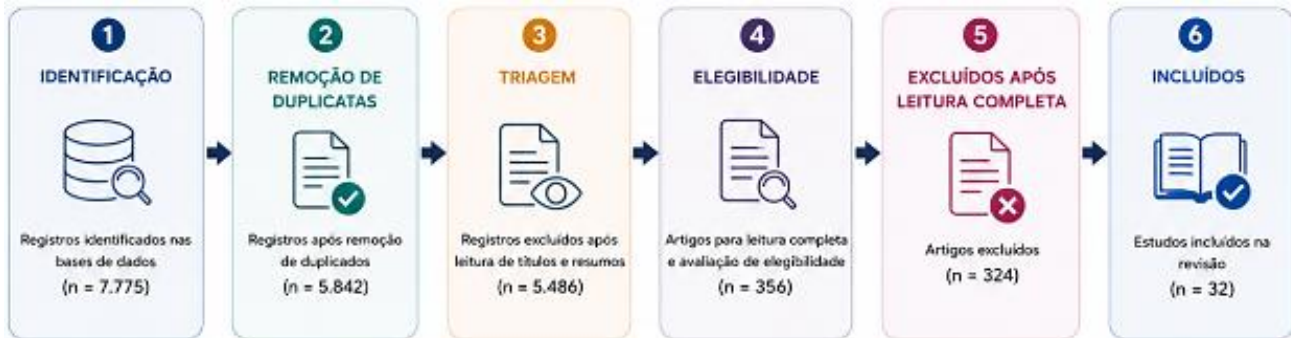 1
IDENTIFICAÇÃO
Registros identificados nas
bases de dados
(n = 7.775)
2
REMOÇÃO DE
DUPLICATAS
Registros após remoção
de duplicados
(n = 5.842)
3
TRIAGEM
Registros excluídos após
leitura de títulos e resumos
(n = 5.486)
4
ELEGIBILIDADE
Artigos para leitura completa
e avaliação de elegibilidade
(n = 356)
5
EXCLUÍDOS APÓS
LEITURA COMPLETA
Artigos excluídos
(n = 324)
6
INCLUÍDOS
Estudos incluídos na
revisão
(n = 32)